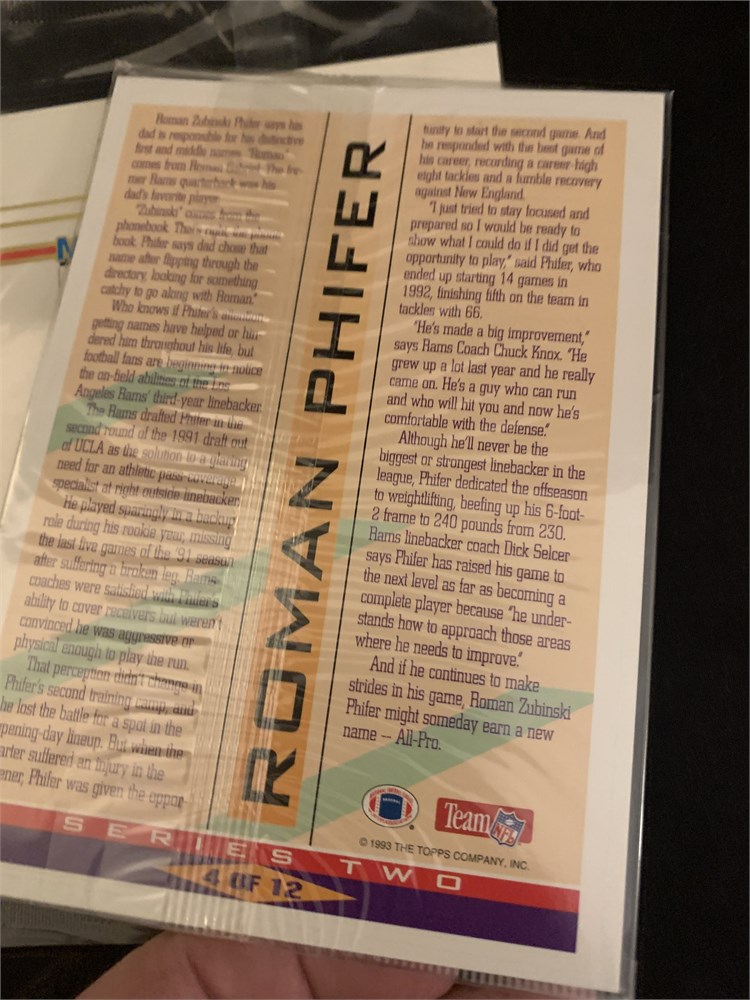 Roman Zubinski Phifer says his
dad is responsible for his distinctive
first and middle names. "Roman"
comes from Roman Gabriel. The for-
mer Rams quarterback was his
dad's favorite player.
"Zubinski" comes from the
phonebook. That's right, the phone
book. Phifer says dad chose that
name after flipping through the
directory, looking for something
catchy to go along with Roman."
Who knows if Phifer's attention-
getting names have helped or hin-
dered him throughout his life, but
football fans are beginning to notice
the on-field abilities of the Los
Angeles Rams' third-year linebacker.
The Rams drafted Phifer in the
second round of the 1991 draft out
of UCLA as the solution to a glaring
need for an athletic pass-coverage
specialist at right outside linebacker.
He played sparingly in a backup
role during his rookie year, missing
the last five games of the '91 season
after suffering a broken leg. Rams
coaches were satisfied with Phifer's
ability to cover receivers but weren't
convinced he was aggressive or
physical enough to play the run.
That perception didn't change in
Phifer's second training camp, and
he lost the battle for a spot in the
pening-day lineup. But when the
arter suffered an injury in the
ener, Phifer was given the oppor-
ROMAN PHIFER
tunity to start the second game. And
he responded with the best game of
his career, recording a career-high
eight tackles and a fumble recovery
against New England.
"I just tried to stay focused and
prepared so I would be ready to
show what I could do if I did get the
opportunity to play," said Phifer, who
ended up starting 14 games in
1992, finishing fifth on the team in
tackles with 66.
"He's made a big improvement,"
says Rams Coach Chuck Knox. "He
grew up a lot last year and he really
came on. He's a guy who can run
and who will hit you and now he's
comfortable with the defense."
Although he'll never be the
biggest or strongest linebacker in the
league, Phifer dedicated the offseason
to weightlifting, beefing up his 6-foot-
2 frame to 240 pounds from 230.
Rams linebacker coach Dick Selcer
says Phifer has raised his game to
the next level as far as becoming a
complete player because "he under-
stands how to approach those areas
where he needs to improve."
And if he continues to make
strides in his game, Roman Zubinski
Phifer might someday earn a new
name — All-Pro.
Team NFL
© 1993 THE TOPPS COMPANY, INC.
SERIES TWO
4 OF 12